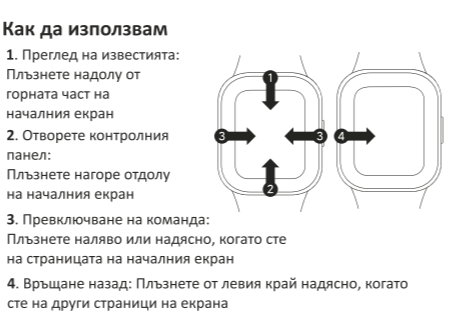 Как да използвам
1. Преглед на известията:
Плъзнете надолу от
горната част на
началния екран
2. Отворете контролния
панел:
Плъзнете нагоре отдолу
на началния екран
3. Превключване на команда:
Плъзнете наляво или надясно, когато сте
на страницата на началния екран
4. Връщане назад: Плъзнете от левия край надясно, когато
сте на други страници на екрана
1
3
3
4
2